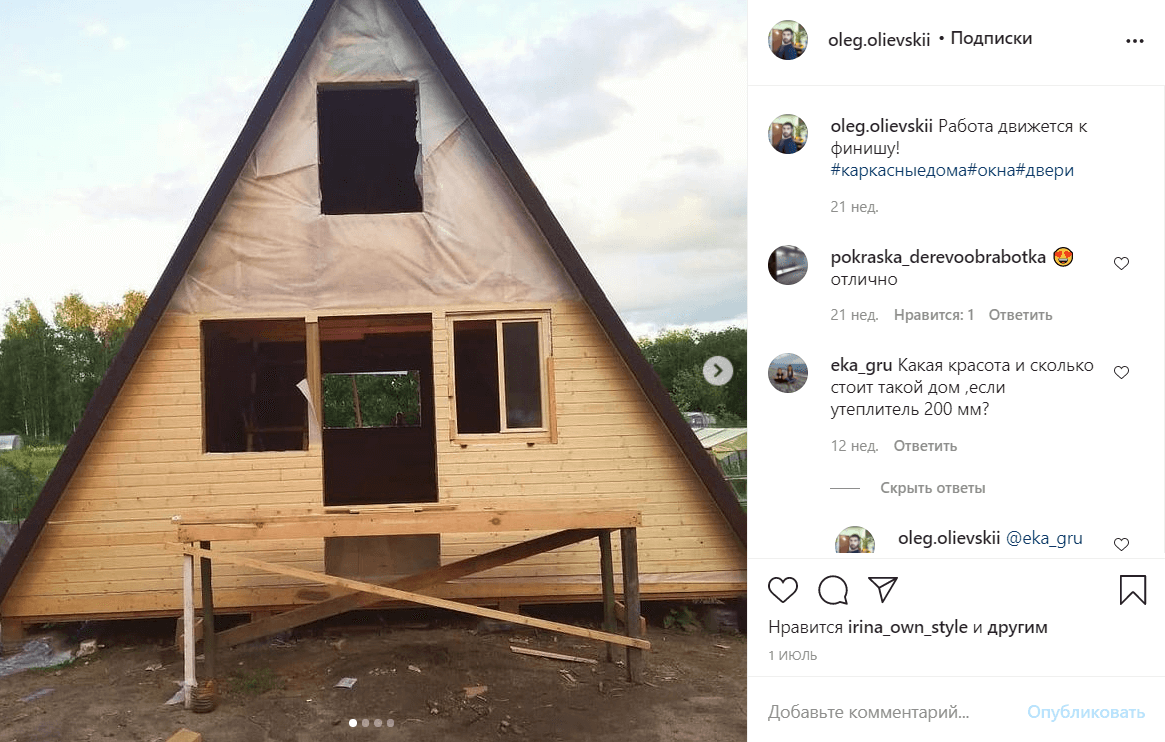 oleg.olievskii • Подписки
oleg.olievskii Работа движется к
финишу!
#каркасныедома#окна#двери
21 нед.
pokraska_derevoobrabotka 😍
отлично
21 нед. Нравится: 1 Ответить
eka_gru Какая красота и сколько
стоит такой дом ,если
утеплитель 200 мм?
12 нед. Ответить
Скрыть ответы
oleg.olievskii @eka_gru
Нравится irina_own_style и другим
1 ИЮЛЬ
Добавьте комментарий... Опубликовать